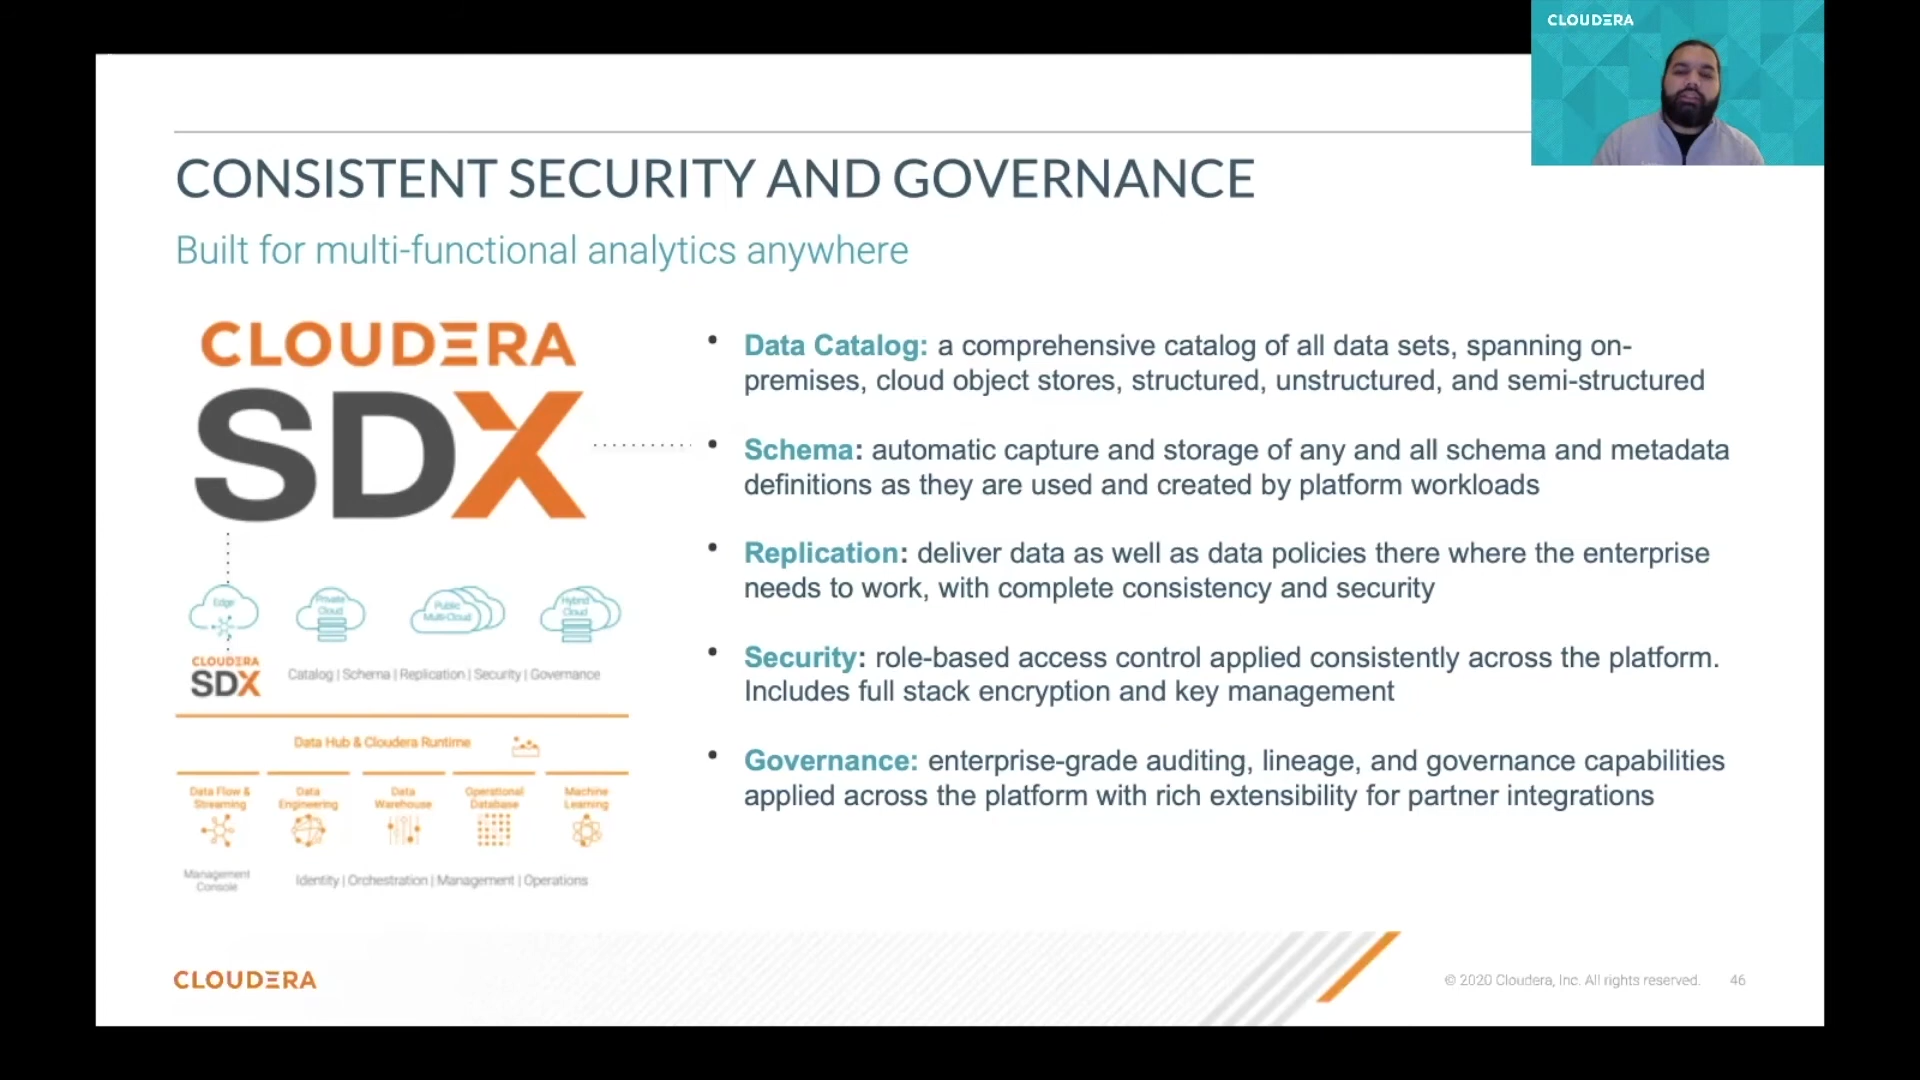 CLOUDERA
CONSISTENT SECURITY AND GOVERNANCE
Built for multi-functional analytics anywhere
CLOUDERA
SDX
Edge
Private
Cloud
Public
Multi-Cloud
Hybrid
Cloud
CLOUDERA
SDX
Catalog | Schema | Replication | Security | Governance
Data Hub & Cloudera Runtime
Data Flow &
Streaming
Data
Engineering
Data
Warehouse
Operational
Database
Machine
Learning
Management
Console
Identity | Orchestration | Management | Operations
• Data Catalog: a comprehensive catalog of all data sets, spanning on-
premises, cloud object stores, structured, unstructured, and semi-structured
• Schema: automatic capture and storage of any and all schema and metadata
definitions as they are used and created by platform workloads
• Replication: deliver data as well as data policies there where the enterprise
needs to work, with complete consistency and security
• Security: role-based access control applied consistently across the platform.
Includes full stack encryption and key management
• Governance: enterprise-grade auditing, lineage, and governance capabilities
applied across the platform with rich extensibility for partner integrations
CLOUDERA
© 2020 Cloudera, Inc. All rights reserved. 46